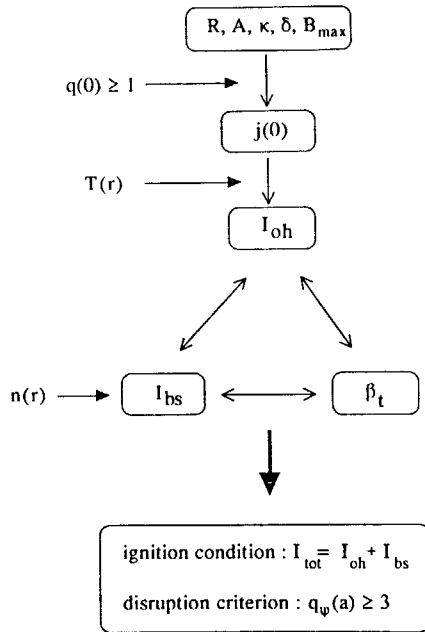 R, A, κ, δ, B_max
q(0) ≥ 1
j(0)
T(r)
I_oh
n(r)
I_bs
β_t
ignition condition : I_tot = I_oh + I_bs
disruption criterion : q_ψ(a) ≥ 3